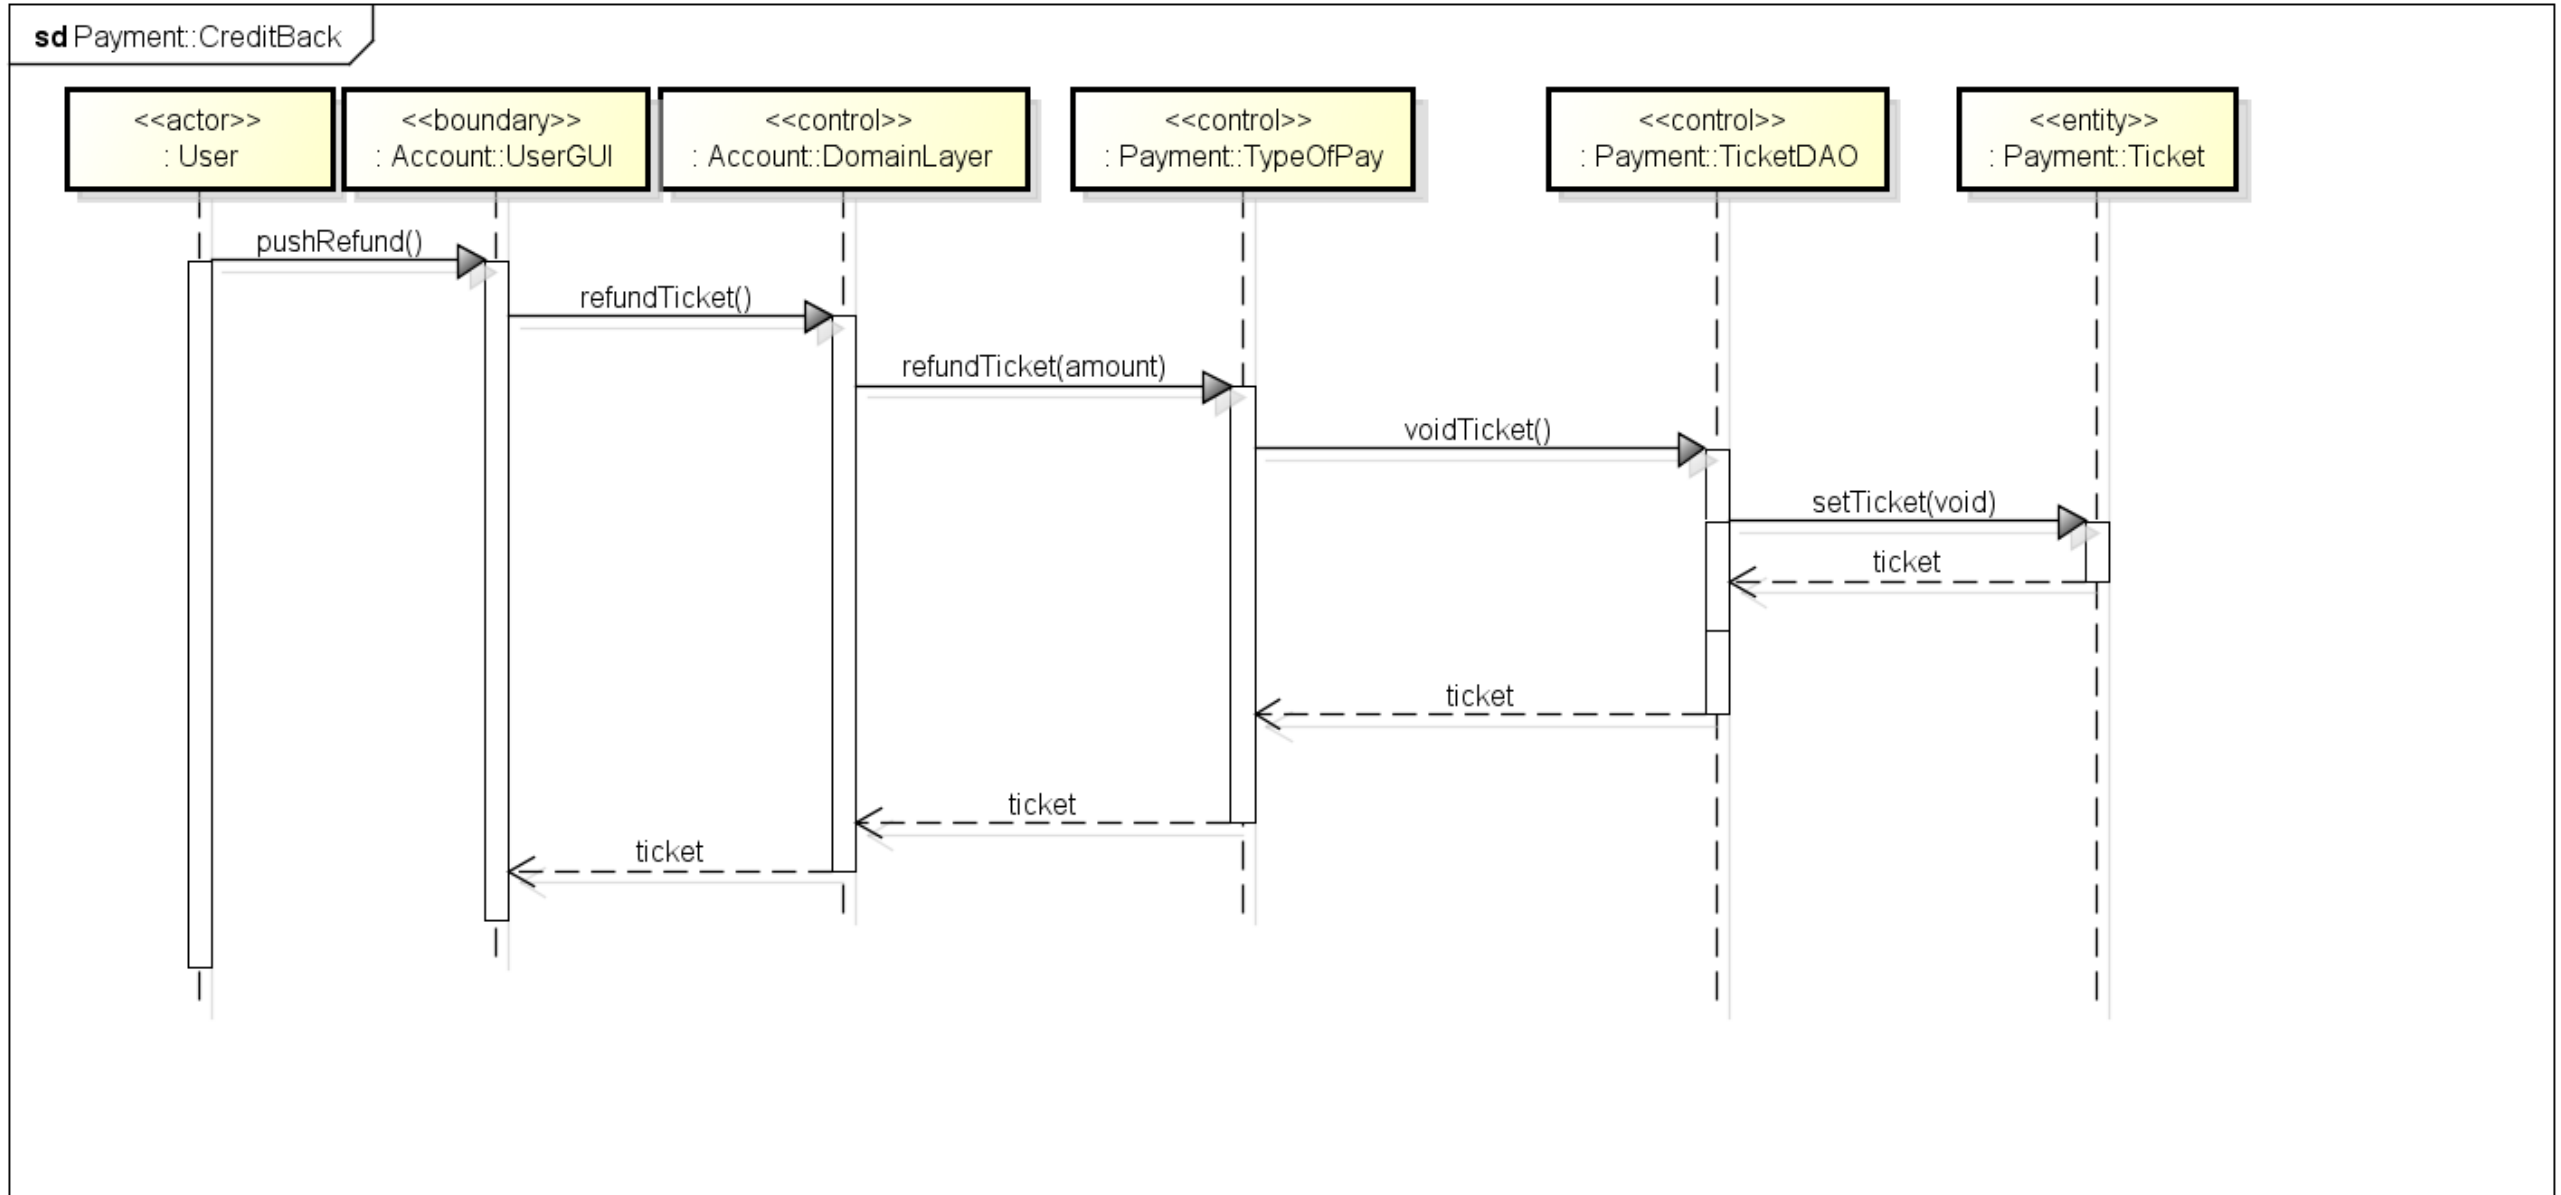 sd Payment::CreditBack
<<actor>>
: User
<<boundary>>
: Account::UserGUI
<<control>>
: Account::DomainLayer
<<control>>
: Payment::TypeOfPay
<<control>>
: Payment::TicketDAO
<<entity>>
: Payment::Ticket
pushRefund()
refundTicket()
refundTicket(amount)
voidTicket()
setTicket(void)
ticket
ticket
ticket
ticket